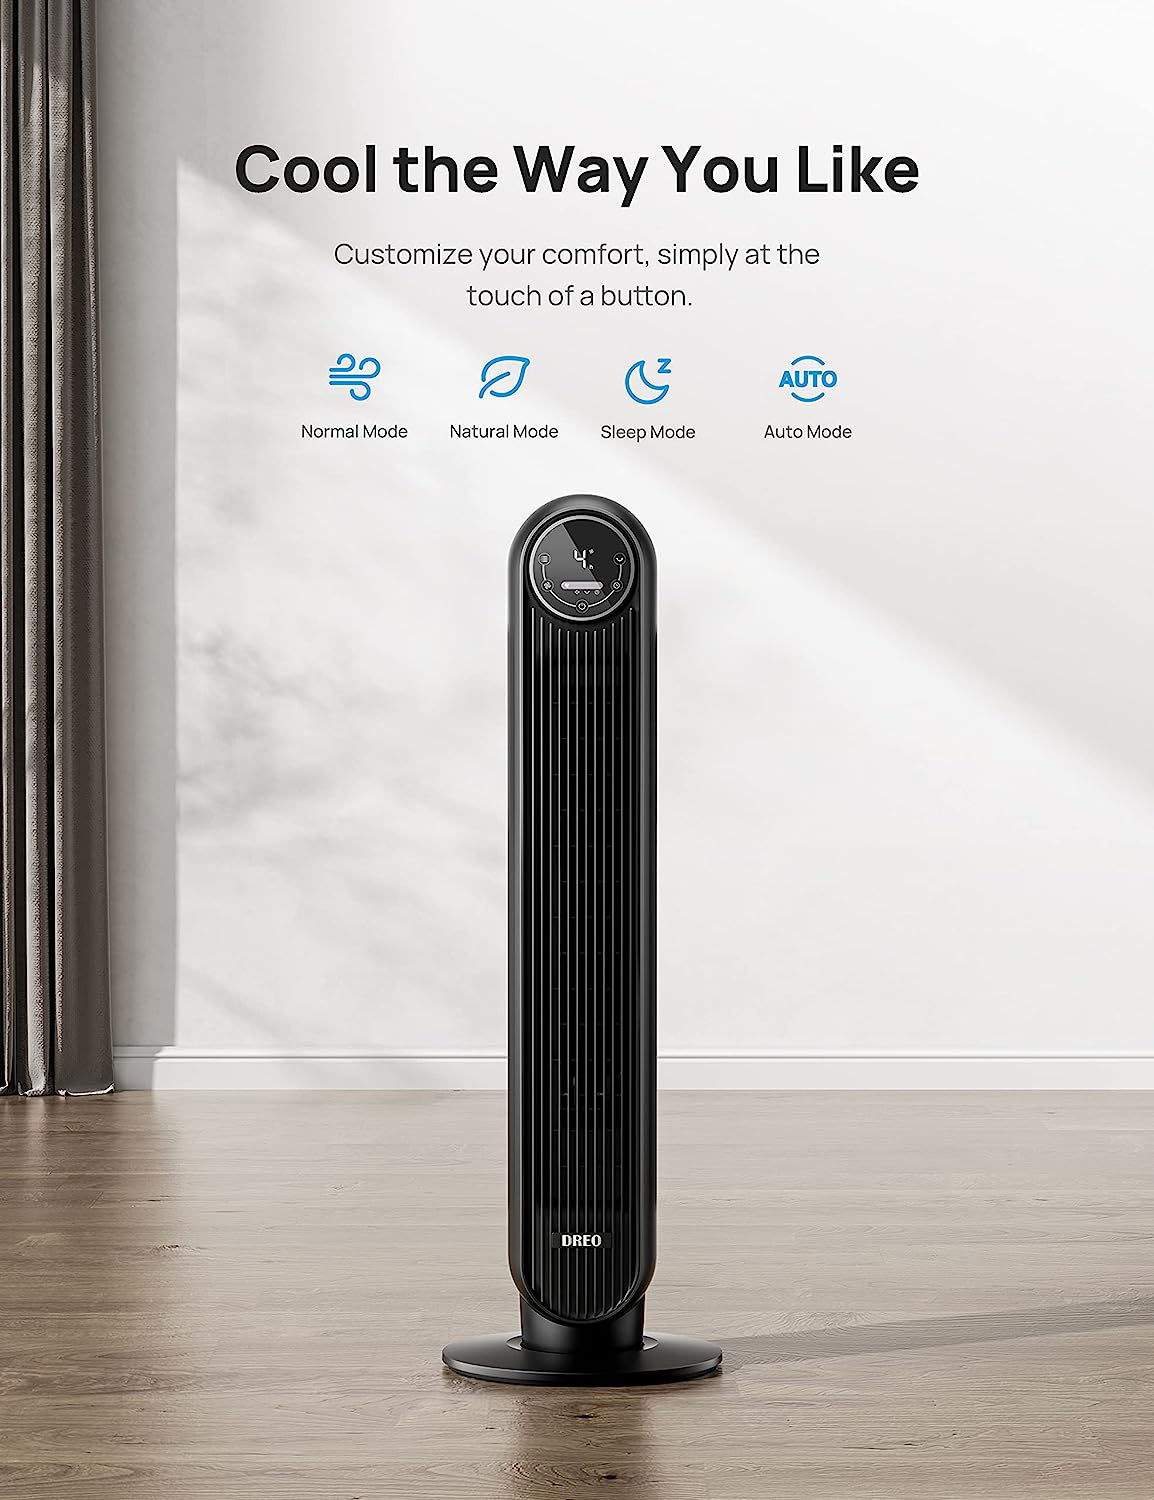 Cool the Way You Like
Customize your comfort, simply at the
touch of a button.
AUTO
Normal Mode
Natural Mode
Sleep Mode
Auto Mode
4
h
DREO